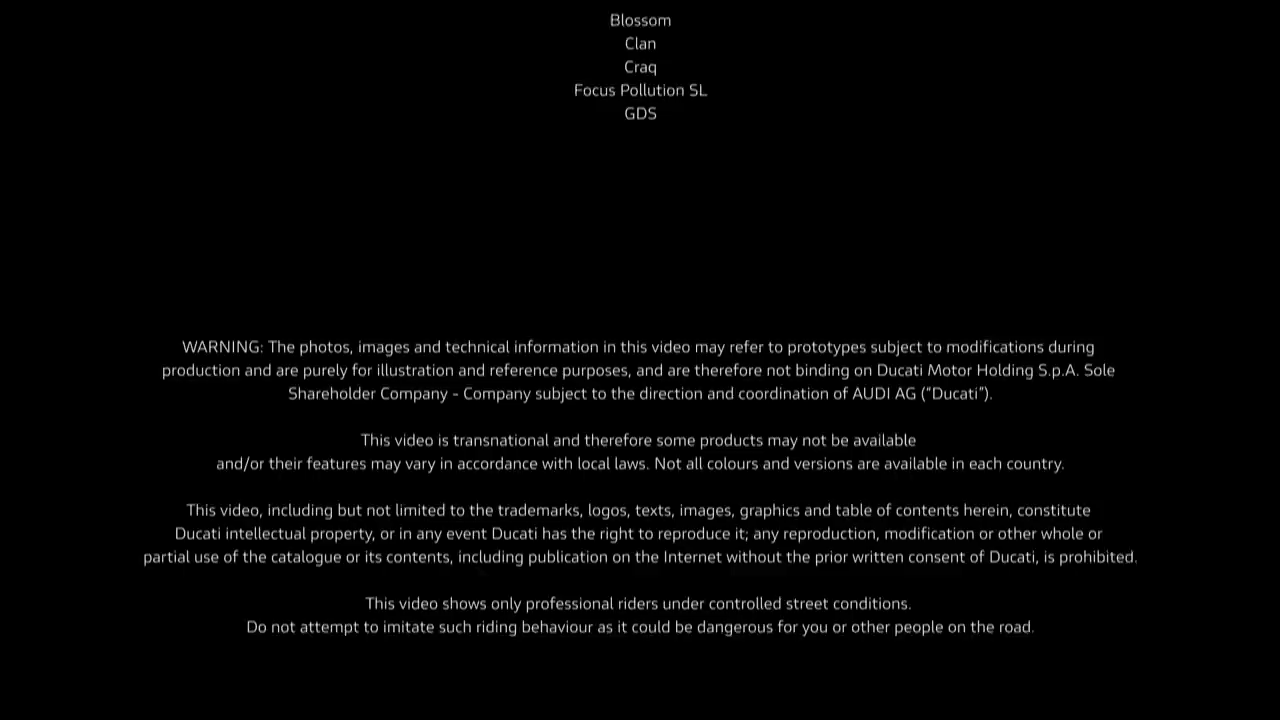 Blossom
Clan
Craq
Focus Pollution SL
GDS
WARNING: The photos, images and technical information in this video may refer to prototypes subject to modifications during
production and are purely for illustration and reference purposes, and are therefore not binding on Ducati Motor Holding S.p.A. Sole
Shareholder Company - Company subject to the direction and coordination of AUDI AG (“Ducati”).
This video is transnational and therefore some products may not be available
and/or their features may vary in accordance with local laws. Not all colours and versions are available in each country.
This video, including but not limited to the trademarks, logos, texts, images, graphics and table of contents herein, constitute
Ducati intellectual property, or in any event Ducati has the right to reproduce it; any reproduction, modification or other whole or
partial use of the catalogue or its contents, including publication on the Internet without the prior written consent of Ducati, is prohibited.
This video shows only professional riders under controlled street conditions.
Do not attempt to imitate such riding behaviour as it could be dangerous for you or other people on the road.